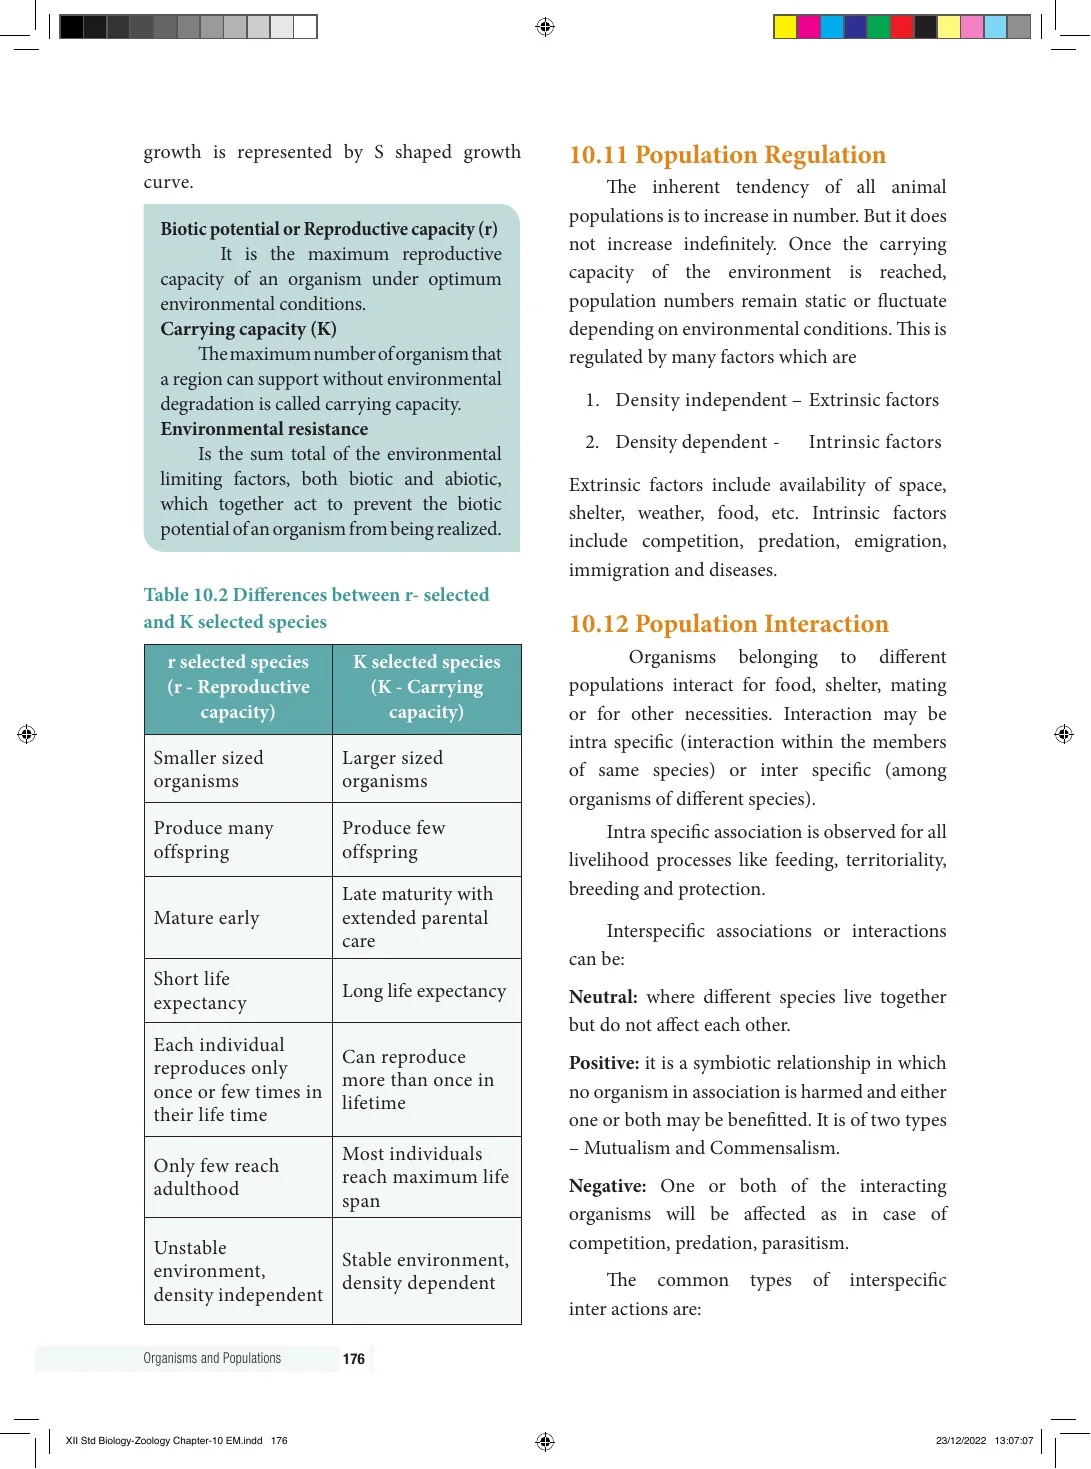 growth is represented by S shaped growth
curve.
Biotic potential or Reproductive capacity (r)
It is the maximum reproductive
capacity of an organism under optimum
environmental conditions.
Carrying capacity (K)
The maximum number of organism that
a region can support without environmental
degradation is called carrying capacity.
Environmental resistance
Is the sum total of the environmental
limiting factors, both biotic and abiotic,
which together act to prevent the biotic
potential of an organism from being realized.
Table 10.2 Differences between r- selected
and K selected species
r selected species
(r - Reproductive
capacity)
K selected species
(K - Carrying
capacity)
Smaller sized
organisms
Larger sized
organisms
Produce many
offspring
Produce few
offspring
Mature early
Late maturity with
extended parental
care
Short life
expectancy
Long life expectancy
Each individual
reproduces only
once or few times in
their life time
Can reproduce
more than once in
lifetime
Only few reach
adulthood
Most individuals
reach maximum life
span
Unstable
environment,
density independent
Stable environment,
density dependent
10.11 Population Regulation
The inherent tendency of all animal
populations is to increase in number. But it does
not increase indefinitely. Once the carrying
capacity of the environment is reached,
population numbers remain static or fluctuate
depending on environmental conditions. This is
regulated by many factors which are
1. Density independent – Extrinsic factors
2. Density dependent - Intrinsic factors
Extrinsic factors include availability of space,
shelter, weather, food, etc. Intrinsic factors
include competition, predation, emigration,
immigration and diseases.
10.12 Population Interaction
Organisms belonging to different
populations interact for food, shelter, mating
or for other necessities. Interaction may be
intra specific (interaction within the members
of same species) or inter specific (among
organisms of different species).
Intra specific association is observed for all
livelihood processes like feeding, territoriality,
breeding and protection.
Interspecific associations or interactions
can be:
Neutral: where different species live together
but do not affect each other.
Positive: it is a symbiotic relationship in which
no organism in association is harmed and either
one or both may be benefitted. It is of two types
– Mutualism and Commensalism.
Negative: One or both of the interacting
organisms will be affected as in case of
competition, predation, parasitism.
The common types of interspecific
inter actions are:
Organisms and Populations 176
XII Std Biology-Zoology Chapter-10 EM.indd 176
23/12/2022 13:07:07